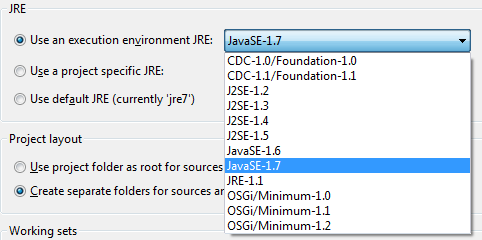 JRE
Use an execution environment JRE:
JavaSE-1.7
CDC-1.0/Foundation-1.0
CDC-1.1/Foundation-1.1
Use a project specific JRE:
J2SE-1.2
J2SE-1.3
Use default JRE (currently 'jre7')
J2SE-1.4
J2SE-1.5
Project layout
JavaSE-1.6
Use project folder as root for sources
JavaSE-1.7
JRE-1.1
Create separate folders for sources
OSGi/Minimum-1.0
OSGi/Minimum-1.1
OSGi/Minimum-1.2
Working sets